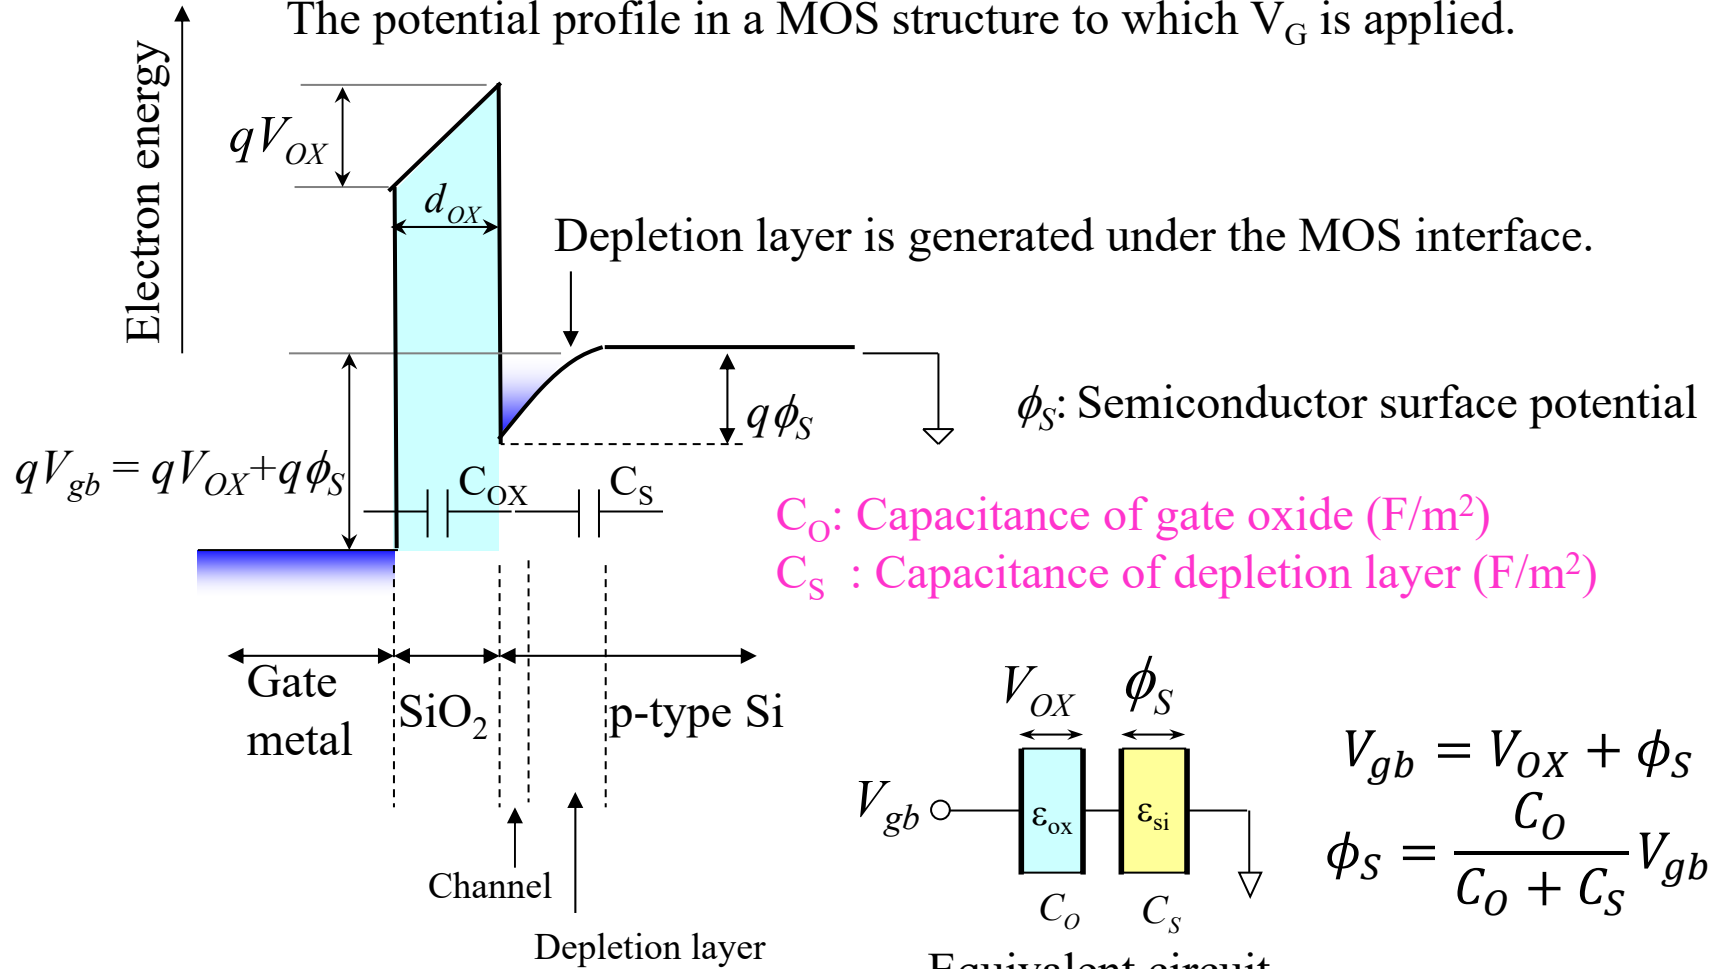 The potential profile in a MOS structure to which V_G is applied.
Electron energy
qV_OX
d_OX
Depletion layer is generated under the MOS interface.
qϕ_S
ϕ_S: Semiconductor surface potential
qV_gb = qV_OX+qϕ_S
C_OX
C_S
C_O: Capacitance of gate oxide (F/m²)
C_S : Capacitance of depletion layer (F/m²)
Gate
metal
SiO₂
p-type Si
Channel
Depletion layer
V_OX
ϕ_S
V_gb
ε_ox
ε_si
C_O
C_S
Equivalent circuit
V_gb = V_OX + ϕ_S
ϕ_S = C_O / (C_O + C_S) V_gb